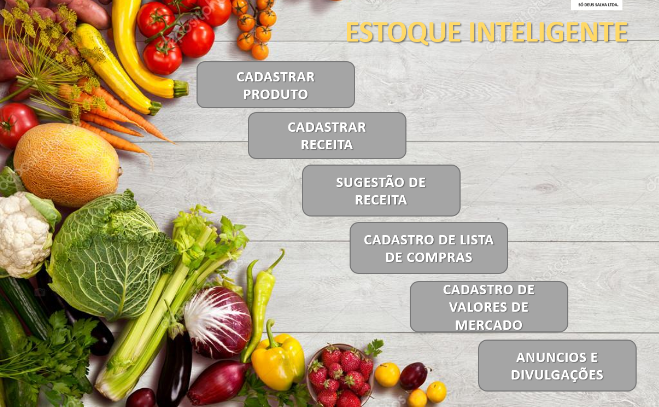 SÓ DEUS SALVA LTDA.
ESTOQUE INTELIGENTE
CADASTRAR
PRODUTO
CADASTRAR
RECEITA
SUGESTÃO DE
RECEITA
CADASTRO DE LISTA
DE COMPRAS
CADASTRO DE
VALORES DE
MERCADO
ANUNCIOS E
DIVULGAÇÕES